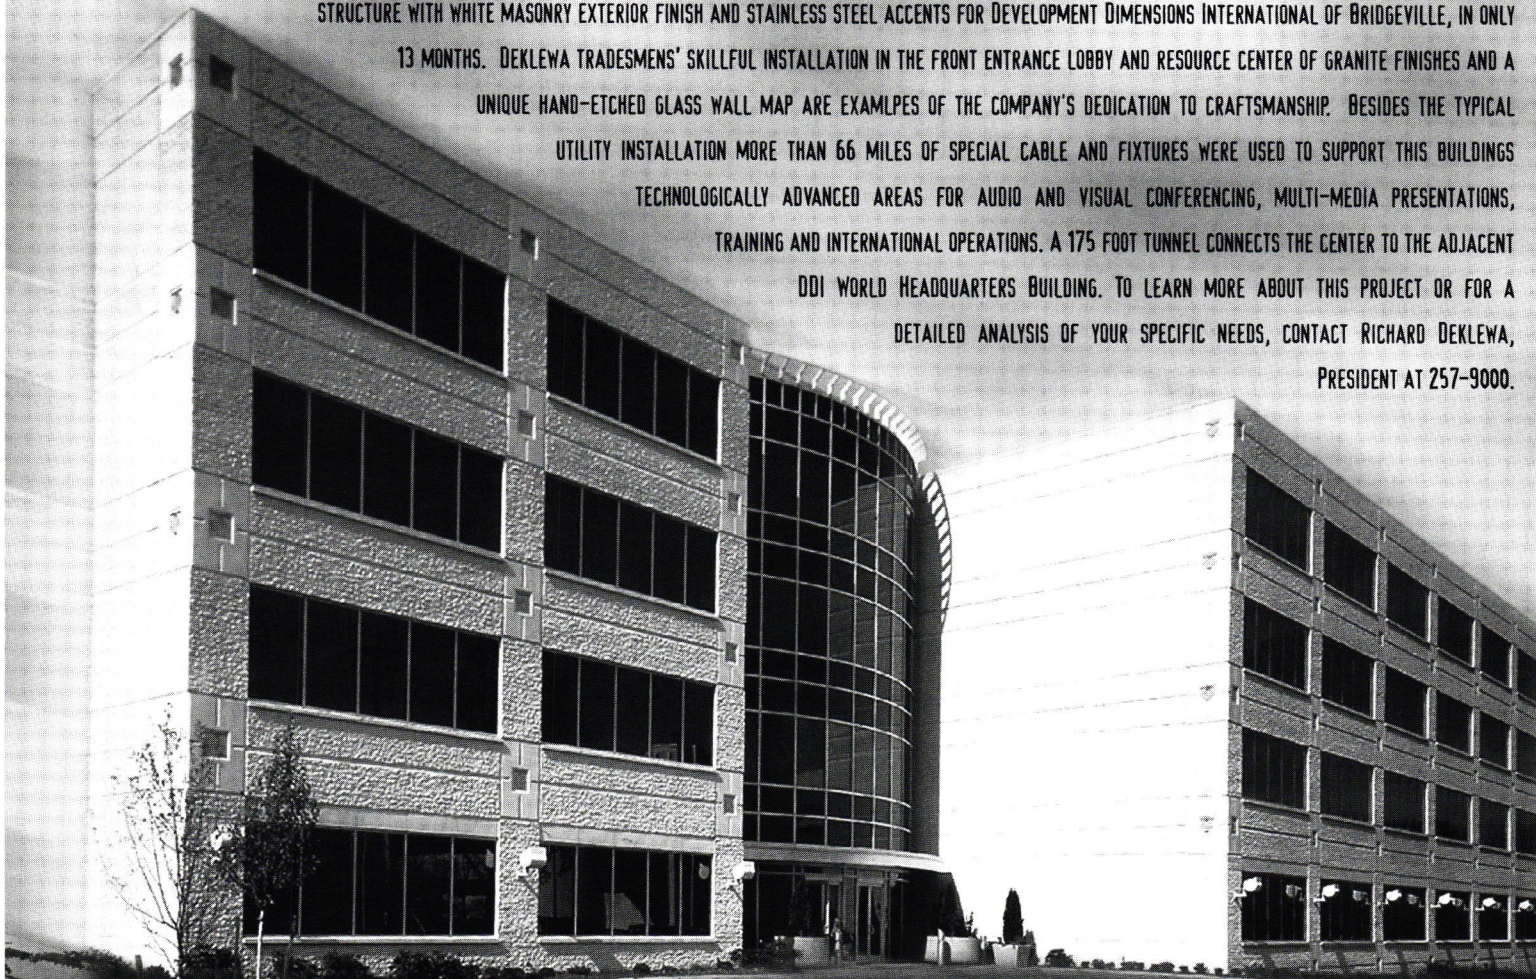 STRUCTURE WITH WHITE MASONRY EXTERIOR FINISH AND STAINLESS STEEL ACCENTS FOR DEVELOPMENT DIMENSIONS INTERNATIONAL OF BRIDGEVILLE, IN ONLY
13 MONTHS. DEKLEWA TRADESMENS' SKILLFUL INSTALLATION IN THE FRONT ENTRANCE LOBBY AND RESOURCE CENTER OF GRANITE FINISHES AND A
UNIQUE HAND-ETCHED GLASS WALL MAP ARE EXAMLPES OF THE COMPANY'S DEDICATION TO CRAFTSMANSHIP. BESIDES THE TYPICAL
UTILITY INSTALLATION MORE THAN 66 MILES OF SPECIAL CABLE AND FIXTURES WERE USED TO SUPPORT THIS BUILDINGS
TECHNOLOGICALLY ADVANCED AREAS FOR AUDIO AND VISUAL CONFERENCING, MULTI-MEDIA PRESENTATIONS,
TRAINING AND INTERNATIONAL OPERATIONS. A 175 FOOT TUNNEL CONNECTS THE CENTER TO THE ADJACENT
DDI WORLD HEADQUARTERS BUILDING. TO LEARN MORE ABOUT THIS PROJECT OR FOR A
DETAILED ANALYSIS OF YOUR SPECIFIC NEEDS, CONTACT RICHARD DEKLEWA,
PRESIDENT AT 257-9000.